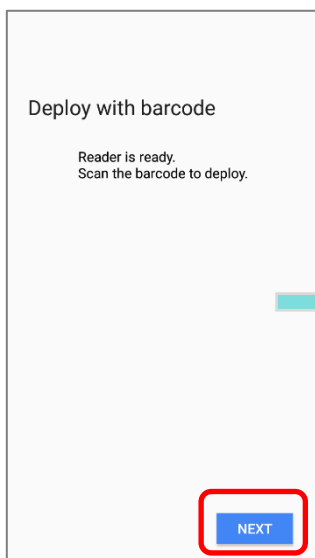 Deploy with barcode
Reader is ready.
Scan the barcode to deploy.
NEXT